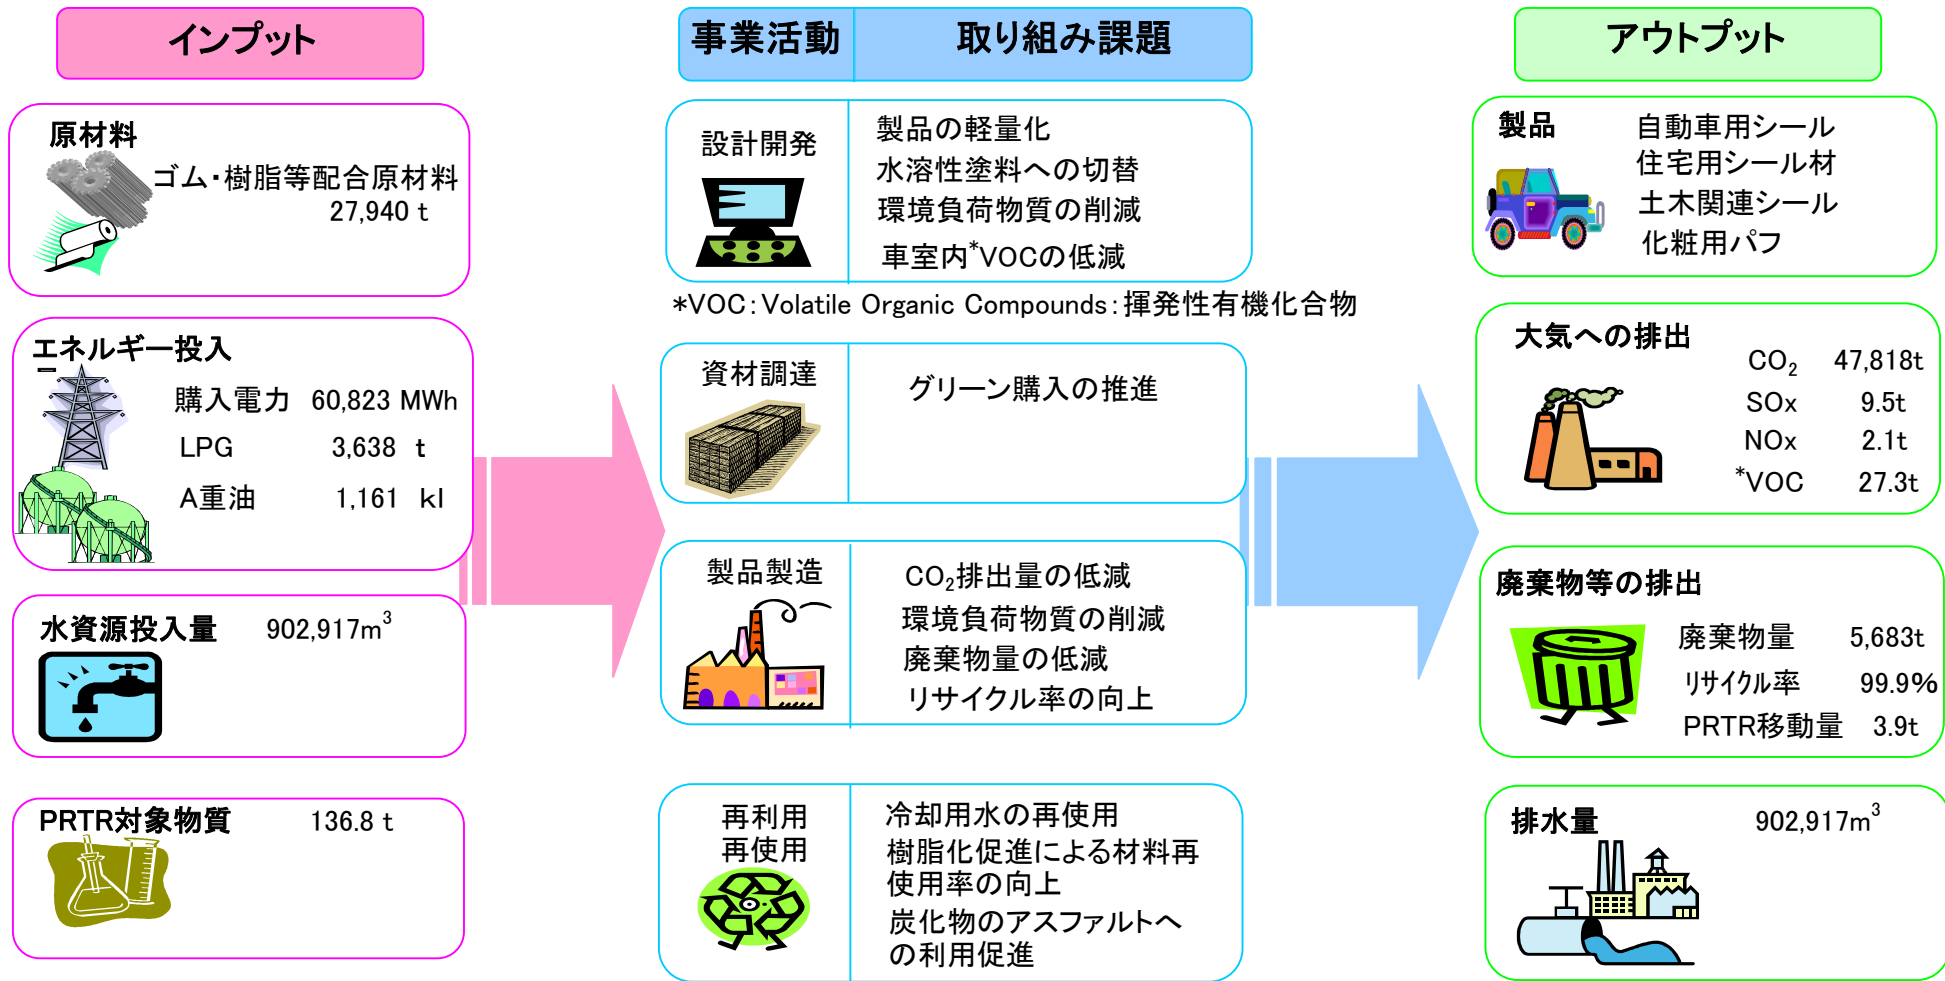 インプット
原材料
ゴム・樹脂等配合原材料
27,940 t
エネルギー投入
購入電力 60,823 MWh
LPG 3,638 t
A重油 1,161 kl
水資源投入量 902,917m³
PRTR対象物質 136.8 t
事業活動 取り組み課題
設計開発
製品の軽量化
水溶性塗料への切替
環境負荷物質の削減
車室内*VOCの低減
*VOC：Volatile Organic Compounds：揮発性有機化合物
資材調達
グリーン購入の推進
製品製造
CO₂排出量の低減
環境負荷物質の削減
廃棄物量の低減
リサイクル率の向上
再利用
再使用
冷却用水の再使用
樹脂化促進による材料再
使用率の向上
炭化物のアスファルトへ
の利用促進
アウトプット
製品
自動車用シール
住宅用シール材
土木関連シール
化粧用パフ
大気への排出
CO₂ 47,818t
SOx 9.5t
NOx 2.1t
*VOC 27.3t
廃棄物等の排出
廃棄物量 5,683t
リサイクル率 99.9%
PRTR移動量 3.9t
排水量 902,917m³